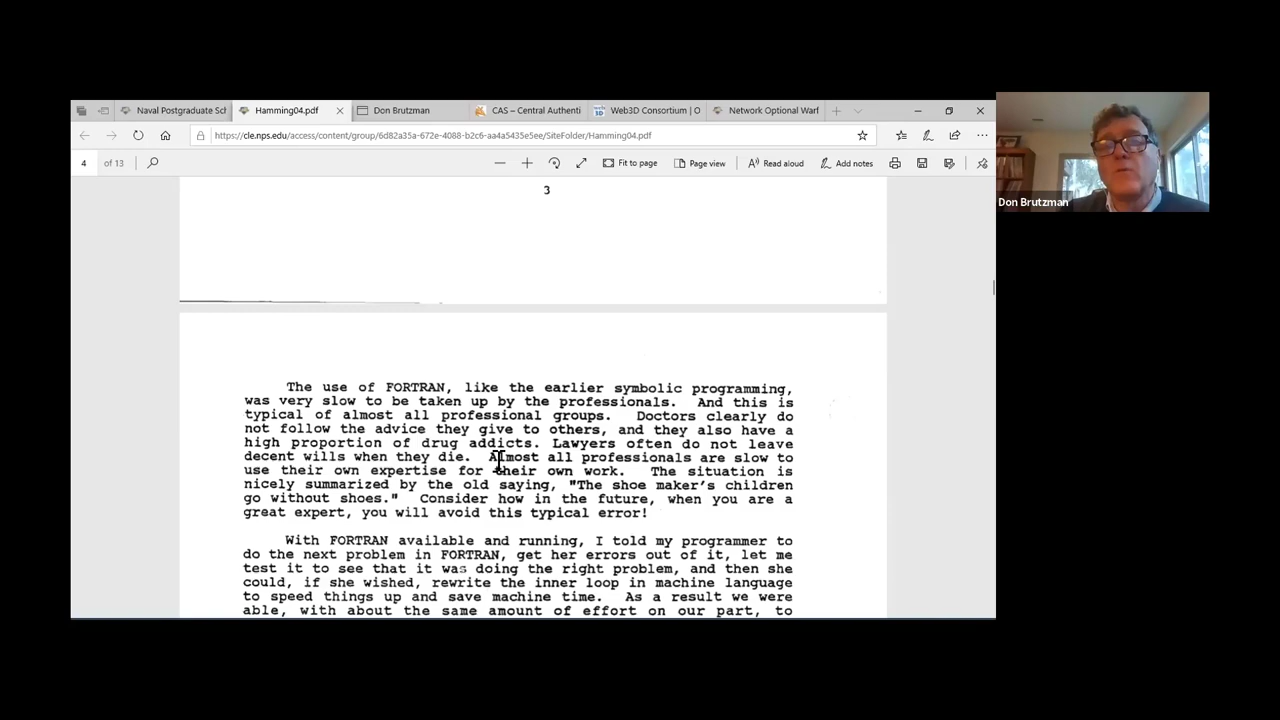 Naval Postgraduate Scl
Hamming04.pdf
Don Brutzman
CAS – Central Authenti
Web3D Consortium | O
Network Optional Warf
https://cle.nps.edu/access/content/group/6d82a35a-672e-4088-b2c6-aa4a5435e5ee/SiteFolder/Hamming04.pdf
4 of 13
Fit to page
Page view
Read aloud
Add notes
Don Brutzman
3
The use of FORTRAN, like the earlier symbolic programming,
was very slow to be taken up by the professionals. And this is
typical of almost all professional groups. Doctors clearly do
not follow the advice they give to others, and they also have a
high proportion of drug addicts. Lawyers often do not leave
decent wills when they die. Almost all professionals are slow to
use their own expertise for their own work. The situation is
nicely summarized by the old saying, "The shoe maker's children
go without shoes." Consider how in the future, when you are a
great expert, you will avoid this typical error!
With FORTRAN available and running, I told my programmer to
do the next problem in FORTRAN, get her errors out of it, let me
test it to see that it was doing the right problem, and then she
could, if she wished, rewrite the inner loop in machine language
to speed things up and save machine time. As a result we were
able, with about the same amount of effort on our part, to